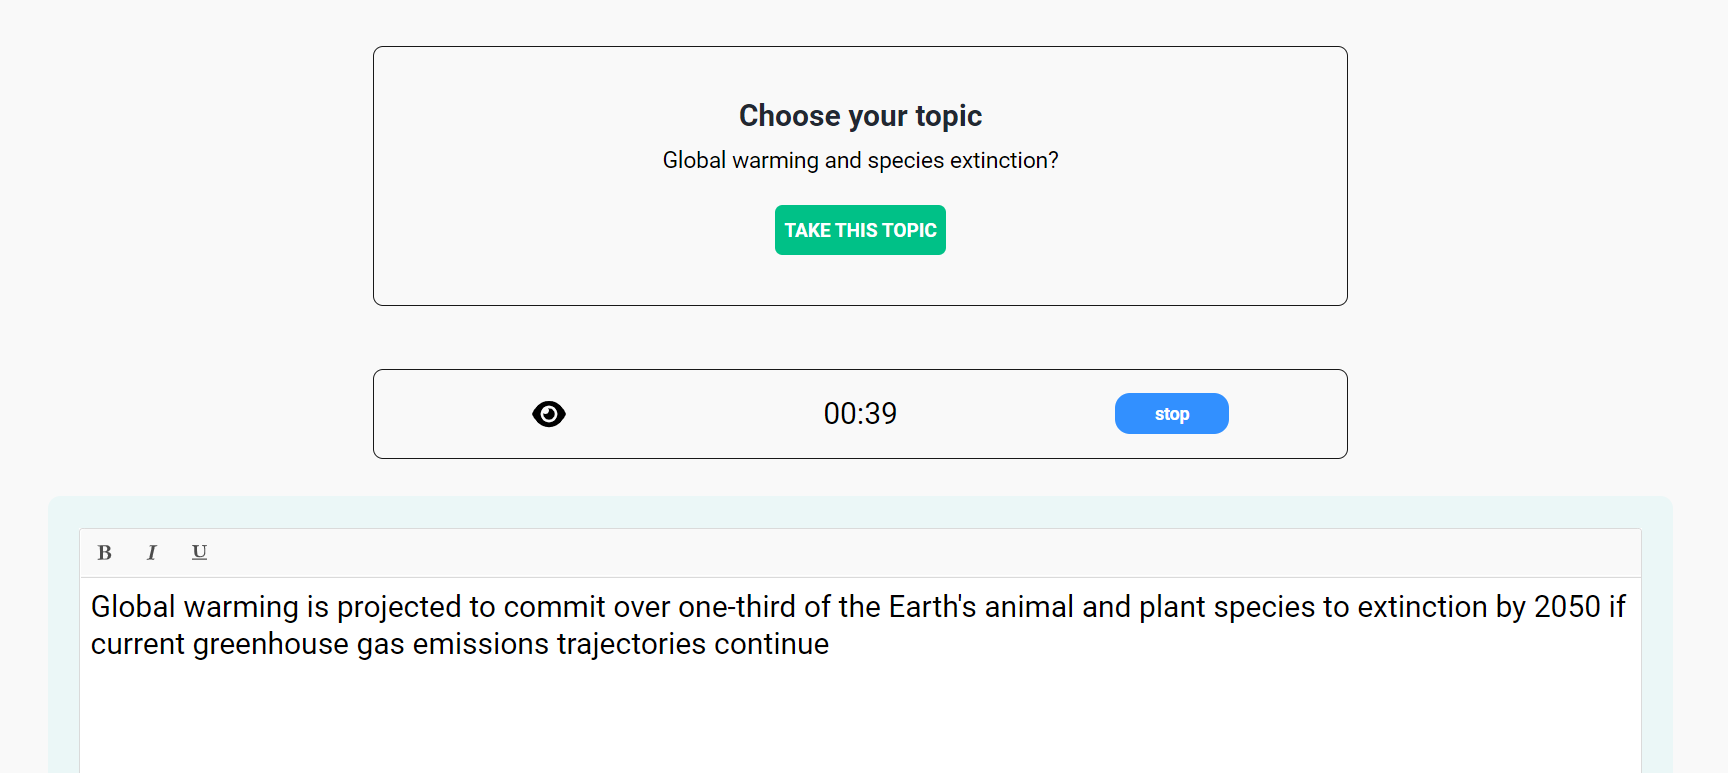 Choose your topic
Global warming and species extinction?
TAKE THIS TOPIC
00:39
stop
B I U
Global warming is projected to commit over one-third of the Earth's animal and plant species to extinction by 2050 if
current greenhouse gas emissions trajectories continue